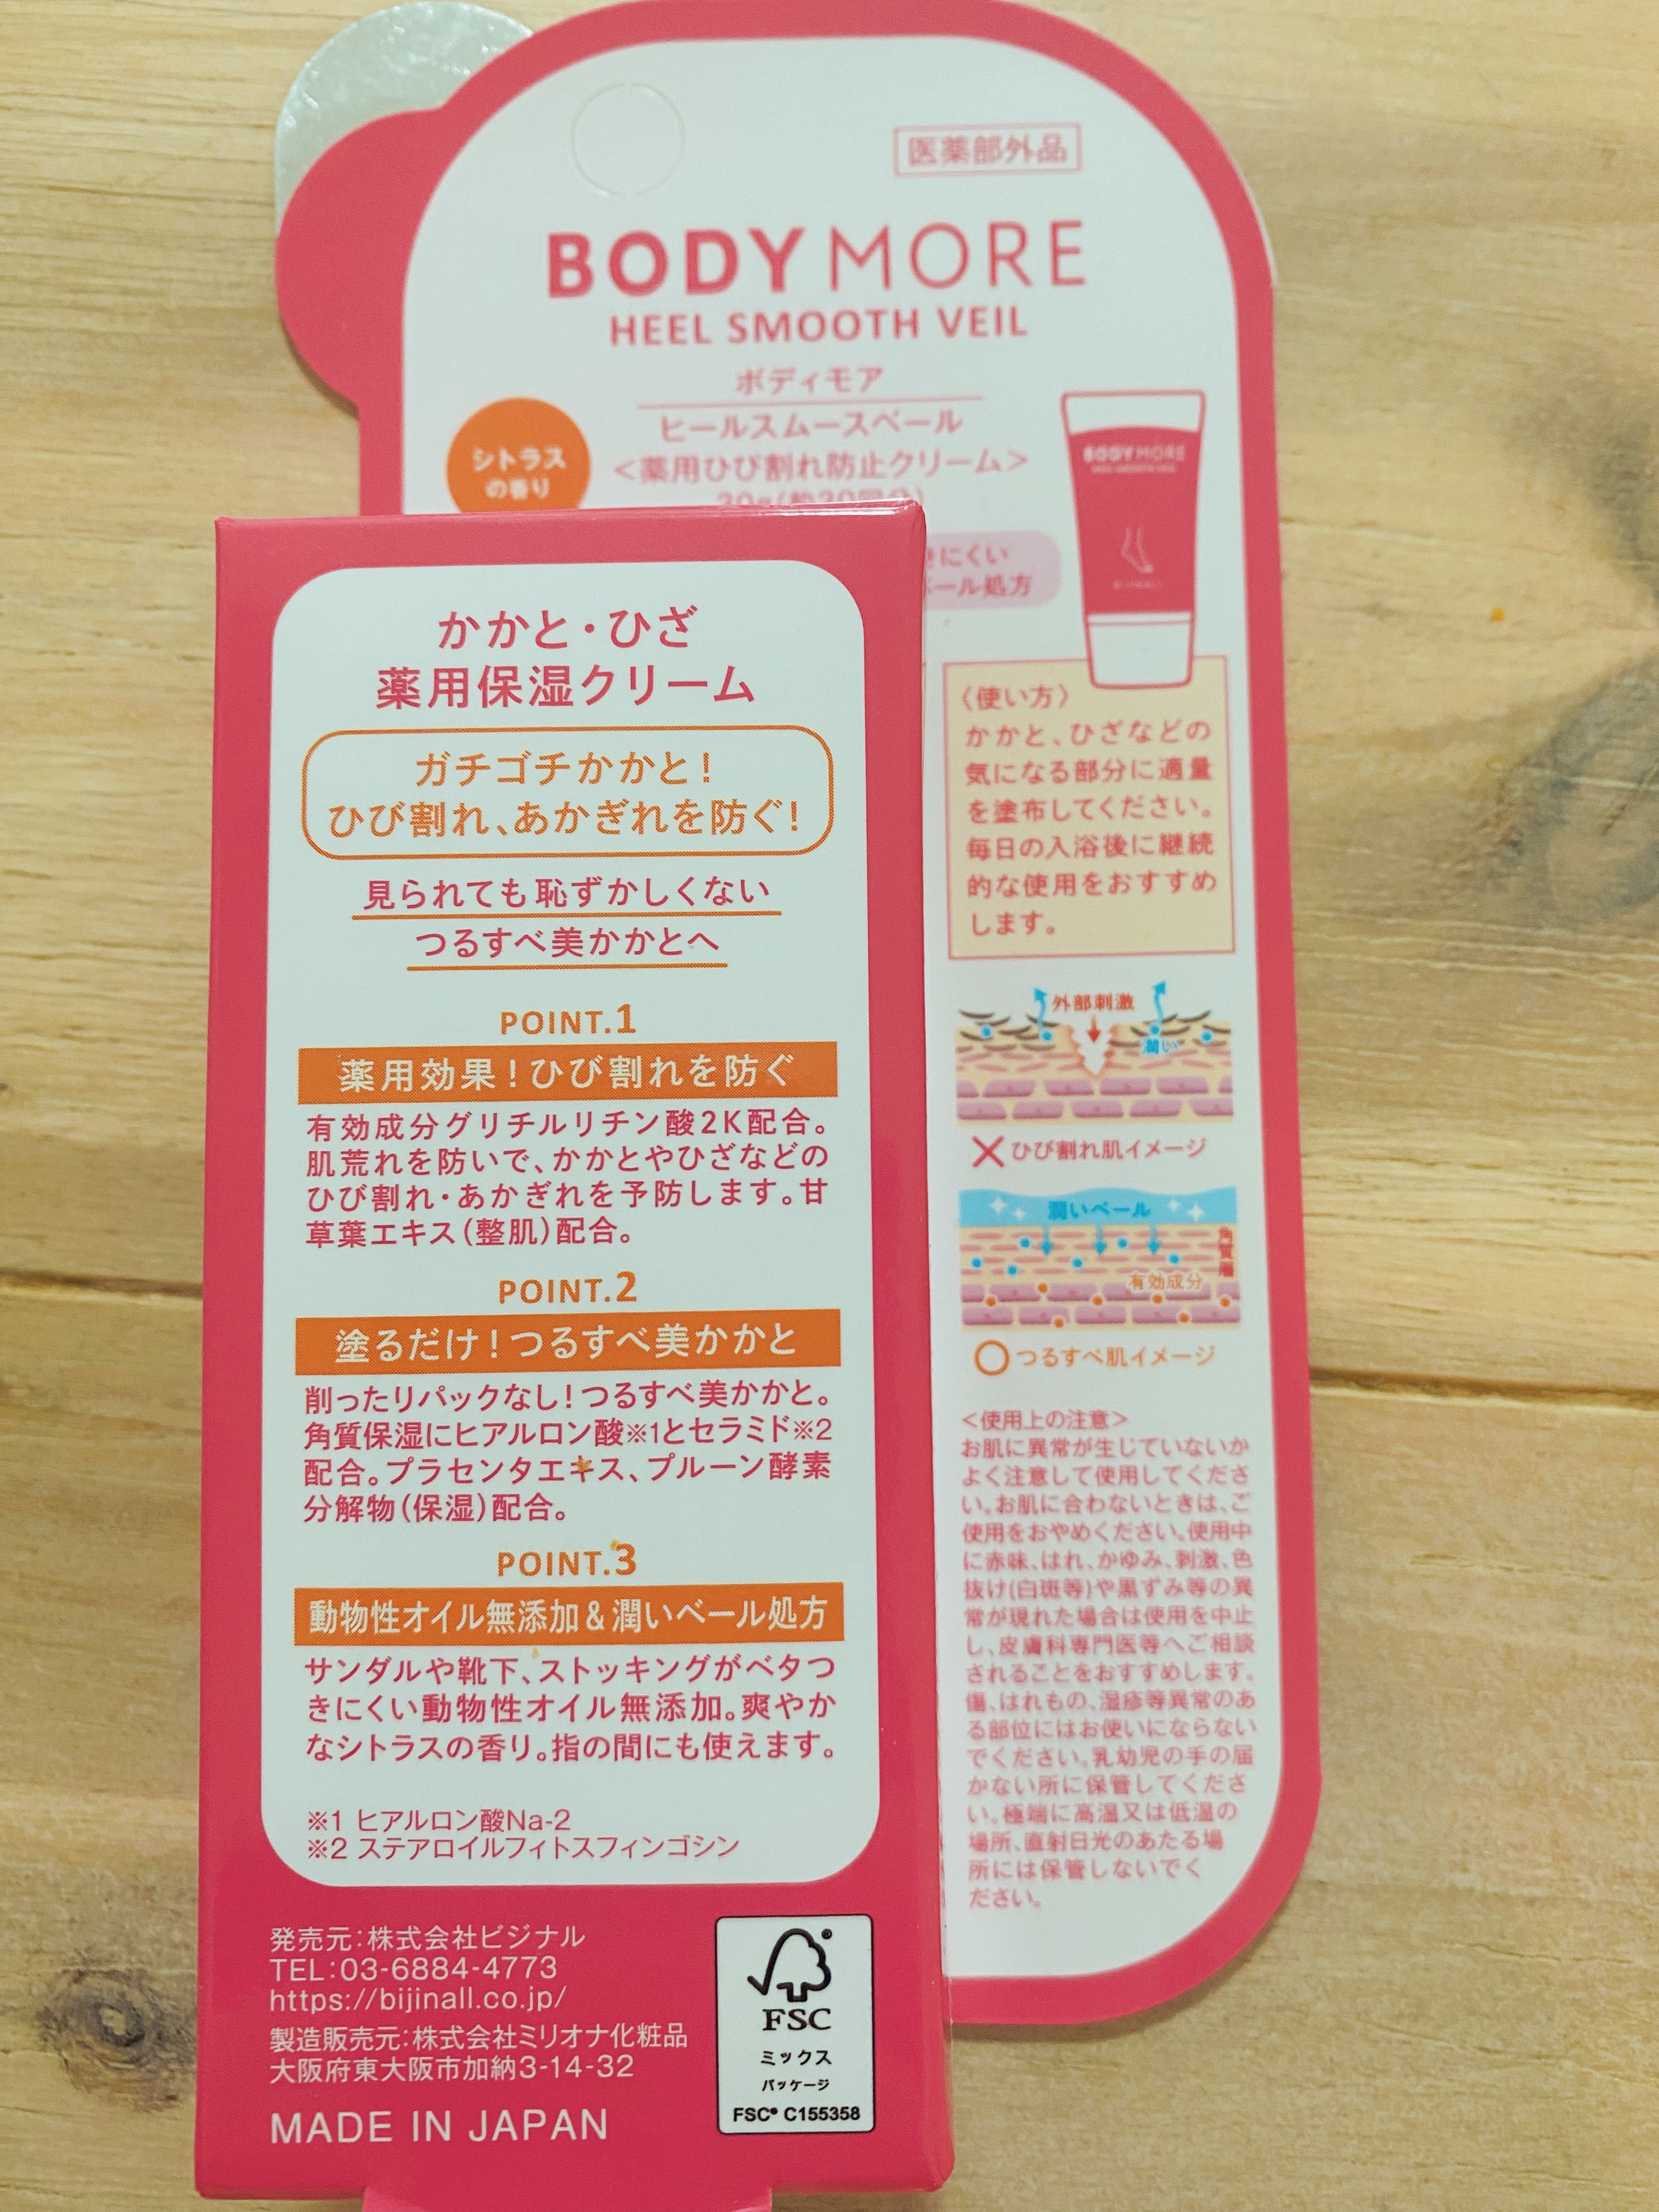 医薬部外品
BODY MORE
HEEL SMOOTH VEIL
ボディモア
ヒールスムースベール
<薬用ひび割れ防止クリーム>
シトラス
の香り
BODY MORE
きにくい
ベール処方
〈使い方〉
かかと、ひざなどの
気になる部分に適量
を塗布してください。
毎日の入浴後に継続
的な使用をおすすめ
します。
外部刺激
潤い
×ひび割れ肌イメージ
潤いベール
角質層
有効成分
○つるすべ肌イメージ
<使用上の注意>
お肌に異常が生じていないか
よく注意して使用してくださ
い。お肌に合わないときは、ご
使用をおやめください。使用中
に赤味、はれ、かゆみ、刺激、色
抜け(白斑等)や黒ずみ等の異
常が現れた場合は使用を中止
し、皮膚科専門医等へご相談
されることをおすすめします。
傷、はれもの、湿疹等異常のあ
る部位にはお使いにならない
でください。乳幼児の手の届
かない所に保管してくださ
い。極端に高温又は低温の
場所、直射日光のあたる場
所には保管しないでく
ださい。
かかと・ひざ
薬用保湿クリーム
ガチゴチかかと!
ひび割れ、あかぎれを防ぐ!
見られても恥ずかしくない
つるすべ美かかとへ
POINT.1
薬用効果!ひび割れを防ぐ
有効成分グリチルリチン酸2K配合。
肌荒れを防いで、かかとやひざなどの
ひび割れ・あかぎれを予防します。甘
草葉エキス(整肌)配合。
POINT.2
塗るだけ!つるすべ美かかと
削ったりパックなし!つるすべ美かかと。
角質保湿にヒアルロン酸※1とセラミド※2
配合。プラセンタエキス、プルーン酵素
分解物(保湿)配合。
POINT.3
動物性オイル無添加&潤いベール処方
サンダルや靴下、ストッキングがベタつ
きにくい動物性オイル無添加。爽やか
なシトラスの香り。指の間にも使えます。
※1 ヒアルロン酸Na-2
※2 ステアロイルフィトスフィンゴシン
発売元:株式会社ビジナル
TEL:03-6884-4773
https://bijinall.co.jp/
製造販売元:株式会社ミリオナ化粧品
大阪府東大阪市加納3-14-32
MADE IN JAPAN
FSC
ミックス
パッケージ
FSC® C155358